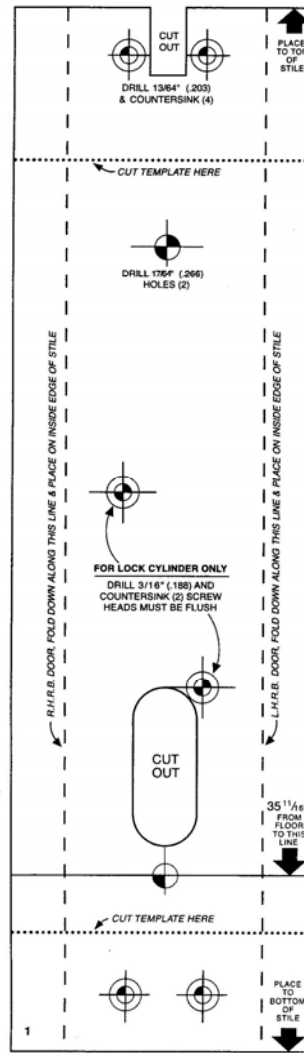 CUT
OUT
PLACE
TO TOP
OF
STILE
DRILL 13/64" (.203)
& COUNTERSINK (4)
CUT TEMPLATE HERE
DRILL 17/64" (.266)
HOLES (2)
R.H.R.B. DOOR, FOLD DOWN ALONG THIS LINE & PLACE ON INSIDE EDGE OF STILE
L.H.R.B. DOOR, FOLD DOWN ALONG THIS LINE & PLACE ON INSIDE EDGE OF STILE
FOR LOCK CYLINDER ONLY
DRILL 3/16" (.188) AND
COUNTERSINK (2) SCREW
HEADS MUST BE FLUSH
CUT
OUT
35 11/16
FROM
FLOOR
TO THIS
LINE
CUT TEMPLATE HERE
PLACE
TO
BOTTOM
OF
STILE
1